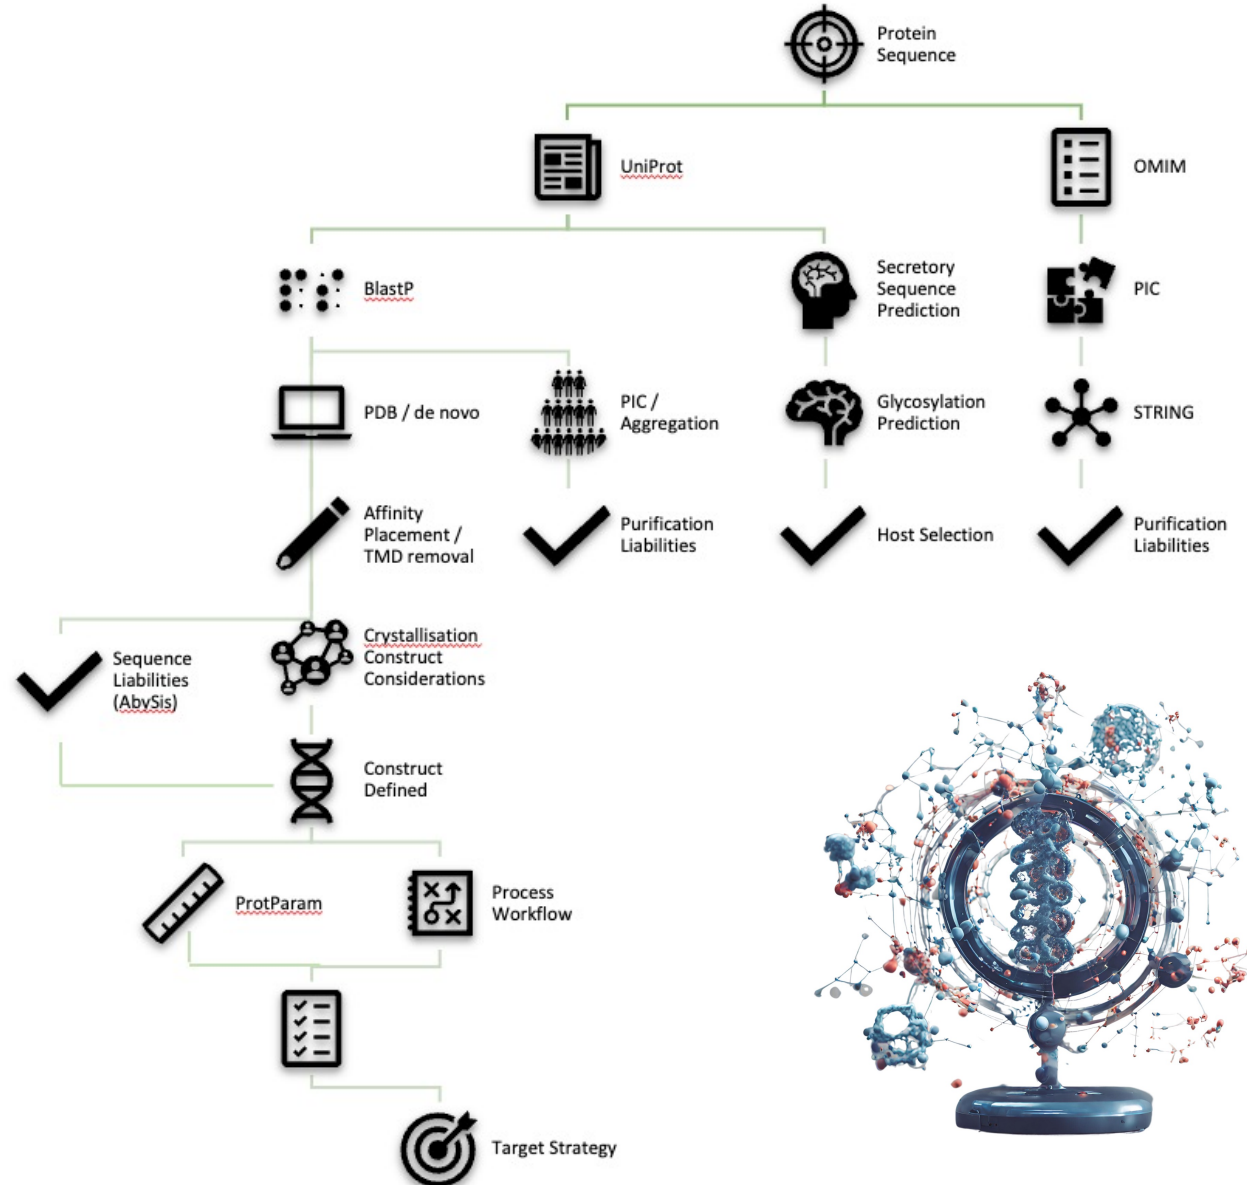 Protein
Sequence
UniProt
OMIM
BlastP
Secretory
Sequence
Prediction
PIC
PDB / de novo
PIC /
Aggregation
Glycosylation
Prediction
STRING
Affinity
Placement /
TMD removal
Purification
Liabilities
Host Selection
Purification
Liabilities
Sequence
Liabilities
(AbySis)
Crystallisation
Construct
Considerations
Construct
Defined
ProtParam
Process
Workflow
Target Strategy